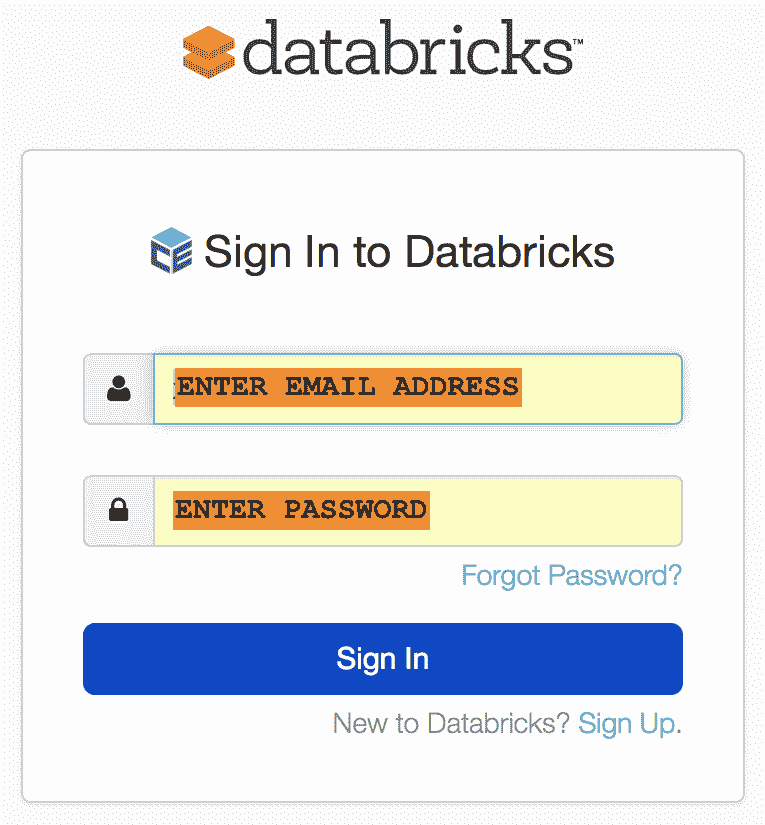 databricks™
CE Sign In to Databricks
ENTER EMAIL ADDRESS
ENTER PASSWORD
Forgot Password?
Sign In
New to Databricks? Sign Up.